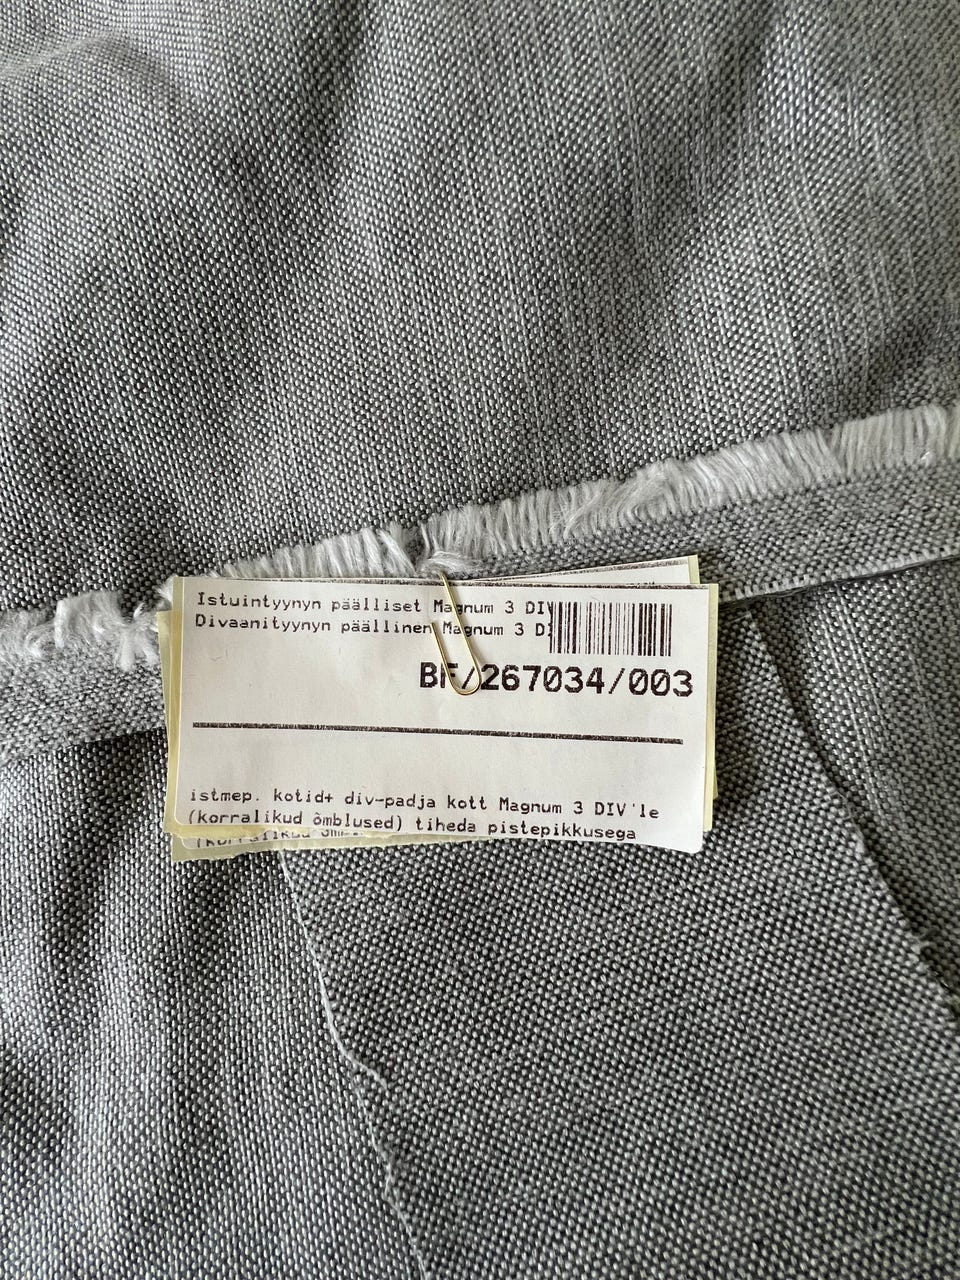 Istuintyynyn päälliset Magnum 3 DIV
Divaanityynyn päällinen Magnum 3 D
BF/267034/003
istmep. kotid+ div-padja kott Magnum 3 DIV'le
(korralikud õmblused) tiheda pistepikkusega
(korralikud